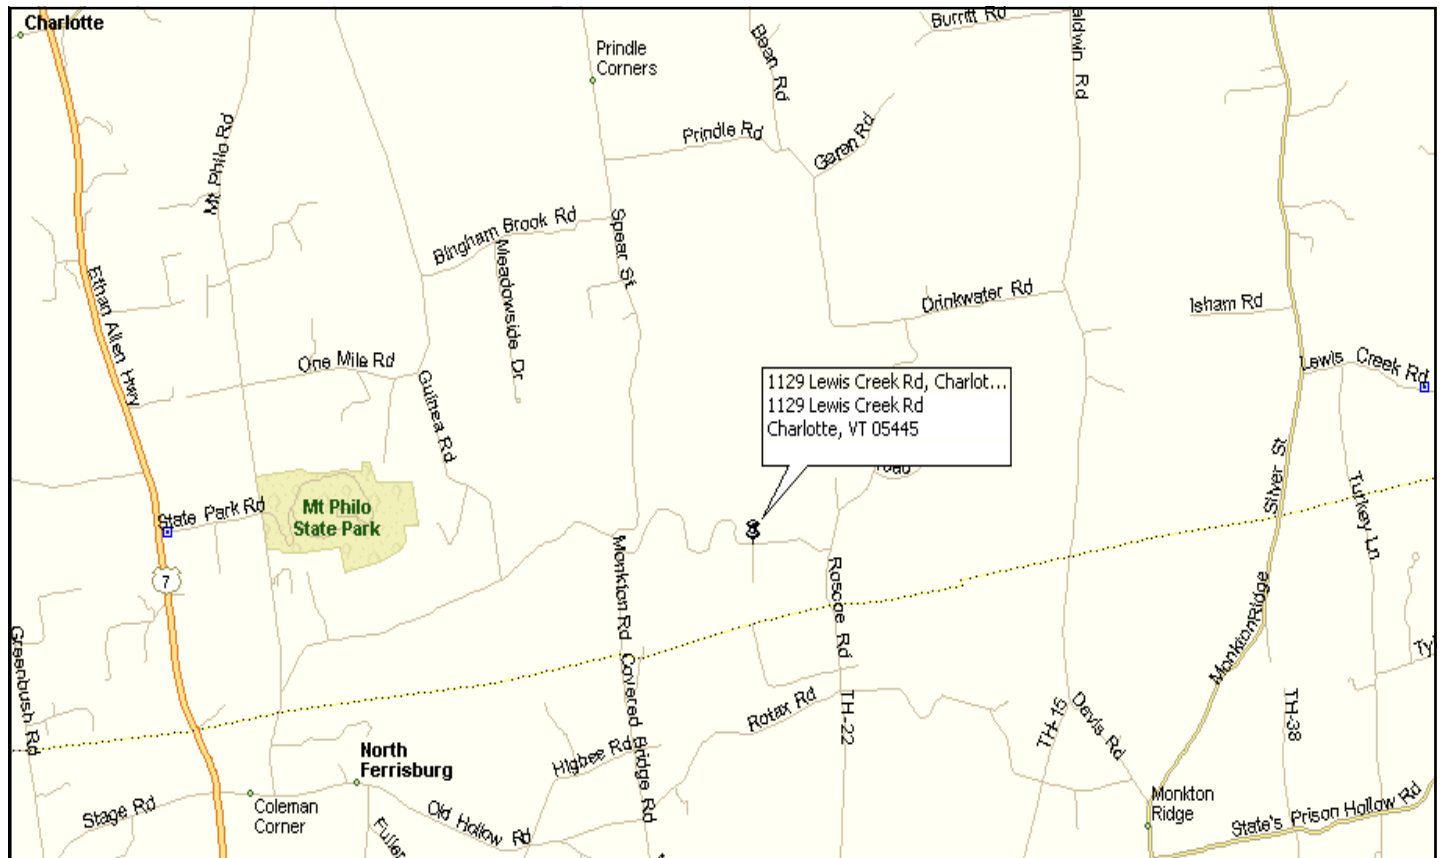 Charlotte
Burritt Rd
aldwin Rd
Bean Rd
Prindle
Corners
Prindle Rd
Garen Rd
Mt Philo Rd
Bingham Brook Rd
Spear St
Meadowside Dr
Ethan Allen Hwy
Drinkwater Rd
Isham Rd
One Mile Rd
Lewis Creek Rd
Guinea Rd
1129 Lewis Creek Rd, Charlot...
1129 Lewis Creek Rd
Charlotte, VT 05445
Silver St
Turkey Ln
State Park Rd
Mt Philo
State Park
7
Monkton Rd
Roscoe Rd
MonktonRidge
Greenbush Rd
Covered Bridge Rd
Rotax Rd
TH-22
TH-15
Davis Rd
TH-38
North
Ferrisburg
Higbee Rd
Stage Rd
Coleman
Corner
Old Hollow Rd
Fuller
Monkton
Ridge
State's Prison Hollow Rd